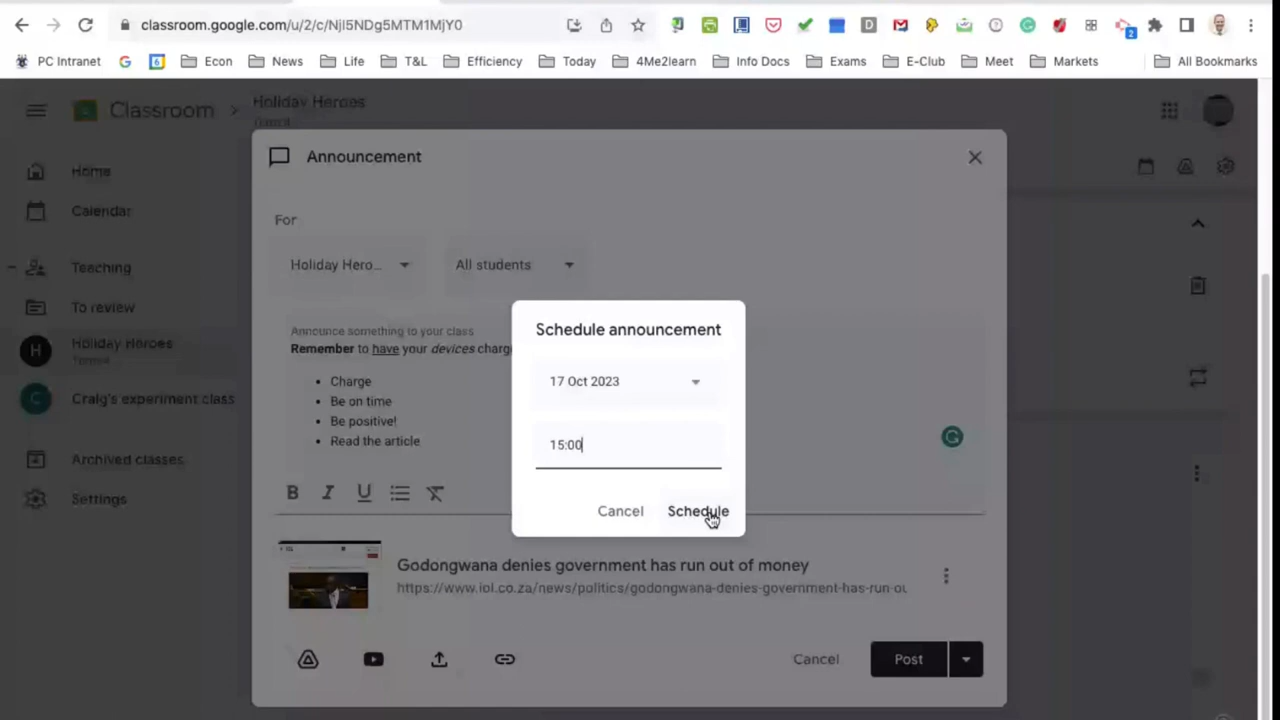 classroom.google.com/u/2/c/NjI5NDg5MTM1MjY0
2
PC Intranet
6
Econ
News
Life
T&L
Efficiency
Today
4Me2learn
Info Docs
Exams
E-Club
Meet
Markets
All Bookmarks
Classroom
Holiday Heroes
Announcement
Home
Calendar
For
Teaching
Holiday Hero...
All students
To review
Schedule announcement
Announce something to your class
H
Holiday Heroes
Remember to have your devices charg
17 Oct 2023
Charge
C
Craig's experiment class
Be on time
Be positive!
15:00
Read the article
Archived classes
B
I
U
Settings
Cancel
Schedule
Godongwana denies government has run out of money
https://www.iol.co.za/news/politics/godongwana-denies-government-has-run-ou
Cancel
Post